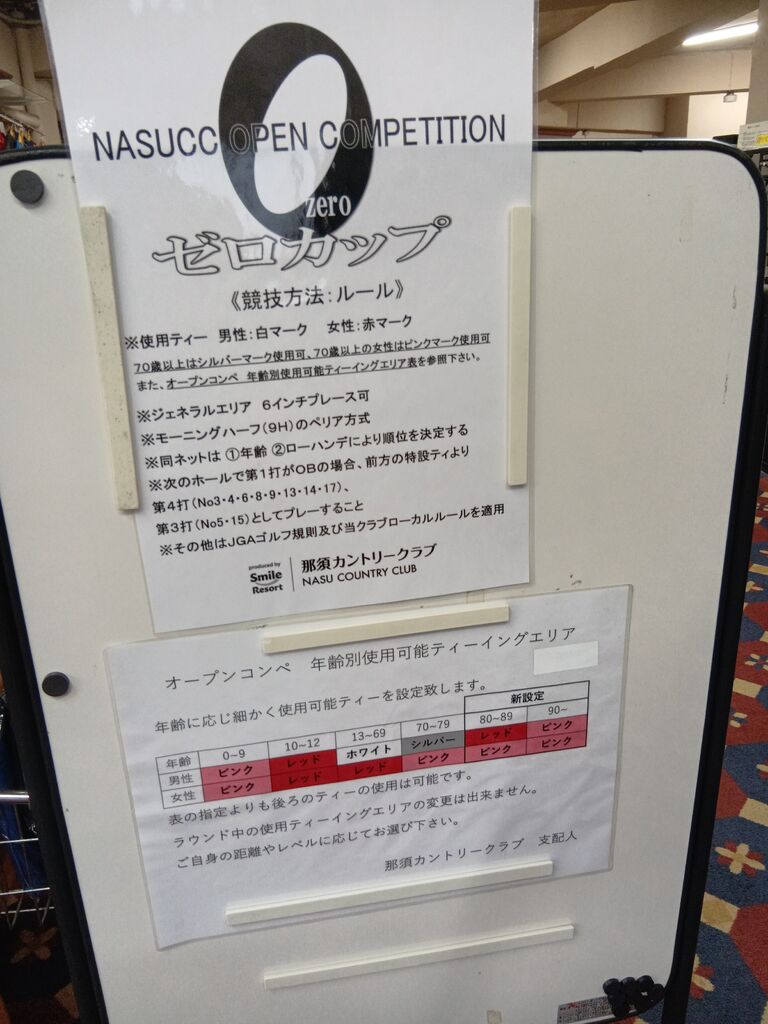 NASUCC OPEN COMPETITION
zero
ゼロカップ
《競技方法:ルール》
※使用ティー 男性:白マーク 女性:赤マーク
70歳以上はシルバーマーク使用可、70歳以上の女性はピンクマーク使用可
また、オープンコンペ 年齢別使用可能ティーイングエリア表を参照下さい。
※ジェネラルエリア 6インチプレース可
※モーニングハーフ(9H)のペリア方式
※同ネットは ①年齢 ②ローハンデにより順位を決定する
※次のホールで第1打がOBの場合、前方の特設ティより
第4打(No3・4・6・8・9・13・14・17)、
第3打(No5・15)としてプレーすること
※その他はJGAゴルフ規則及び当クラブローカルルールを適用
produced by
Smile
Resort
那須カントリークラブ
NASU COUNTRY CLUB
オープンコンペ 年齢別使用可能ティーイングエリア
年齢に応じ細かく使用可能ティーを設定致します。
新設定
年齢 0~9 10~12 13~69 70~79 80~89 90~
男性 ピンク レッド ホワイト シルバー レッド ピンク
女性 ピンク レッド レッド ピンク ピンク ピンク
表の指定よりも後ろのティーの使用は可能です。
ラウンド中の使用ティーイングエリアの変更は出来ません。
ご自身の距離やレベルに応じてお選び下さい。
那須カントリークラブ 支配人